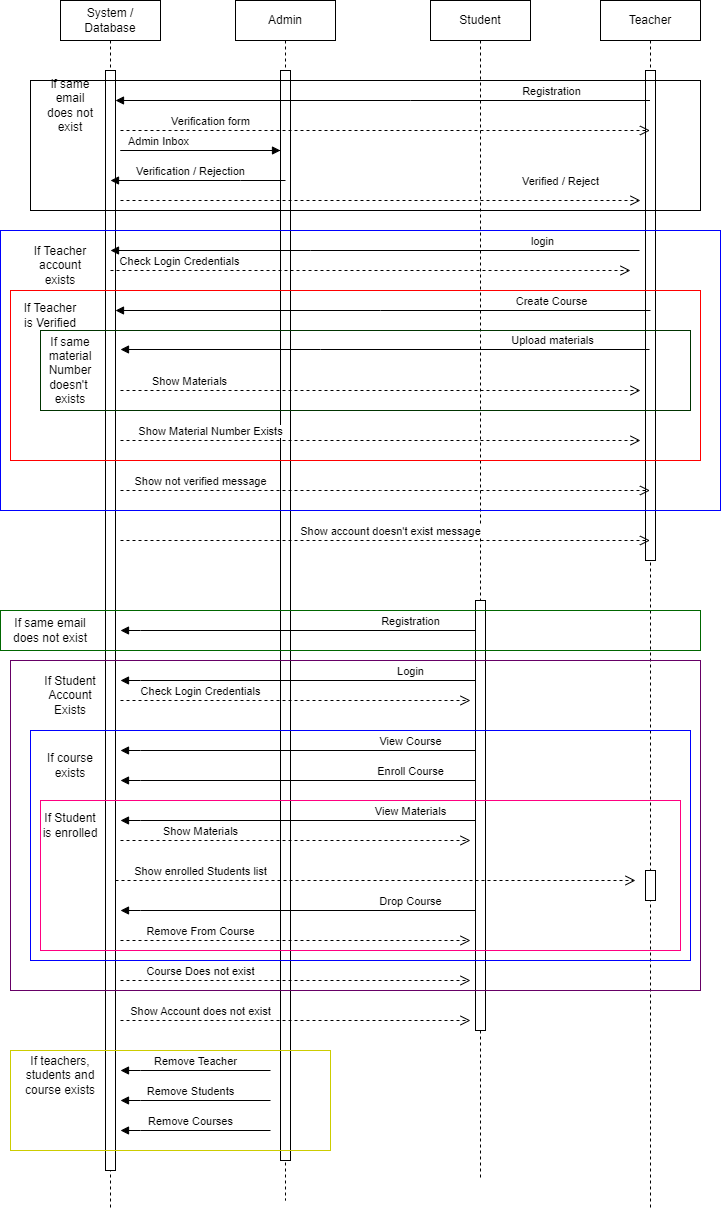 System /
Database
Admin
Student
Teacher
If same
email
does not
exist
Registration
Verification form
Admin Inbox
Verification / Rejection
Verified / Reject
If Teacher
account
exists
login
Check Login Credentials
If Teacher
is Verified
Create Course
If same
material
Number
doesn't
exists
Upload materials
Show Materials
Show Material Number Exists
Show not verified message
Show account doesn't exist message
If same email
does not exist
Registration
If Student
Account
Exists
Login
Check Login Credentials
If course
exists
View Course
Enroll Course
If Student
is enrolled
View Materials
Show Materials
Show enrolled Students list
Drop Course
Remove From Course
Course Does not exist
Show Account does not exist
If teachers,
students and
course exists
Remove Teacher
Remove Students
Remove Courses